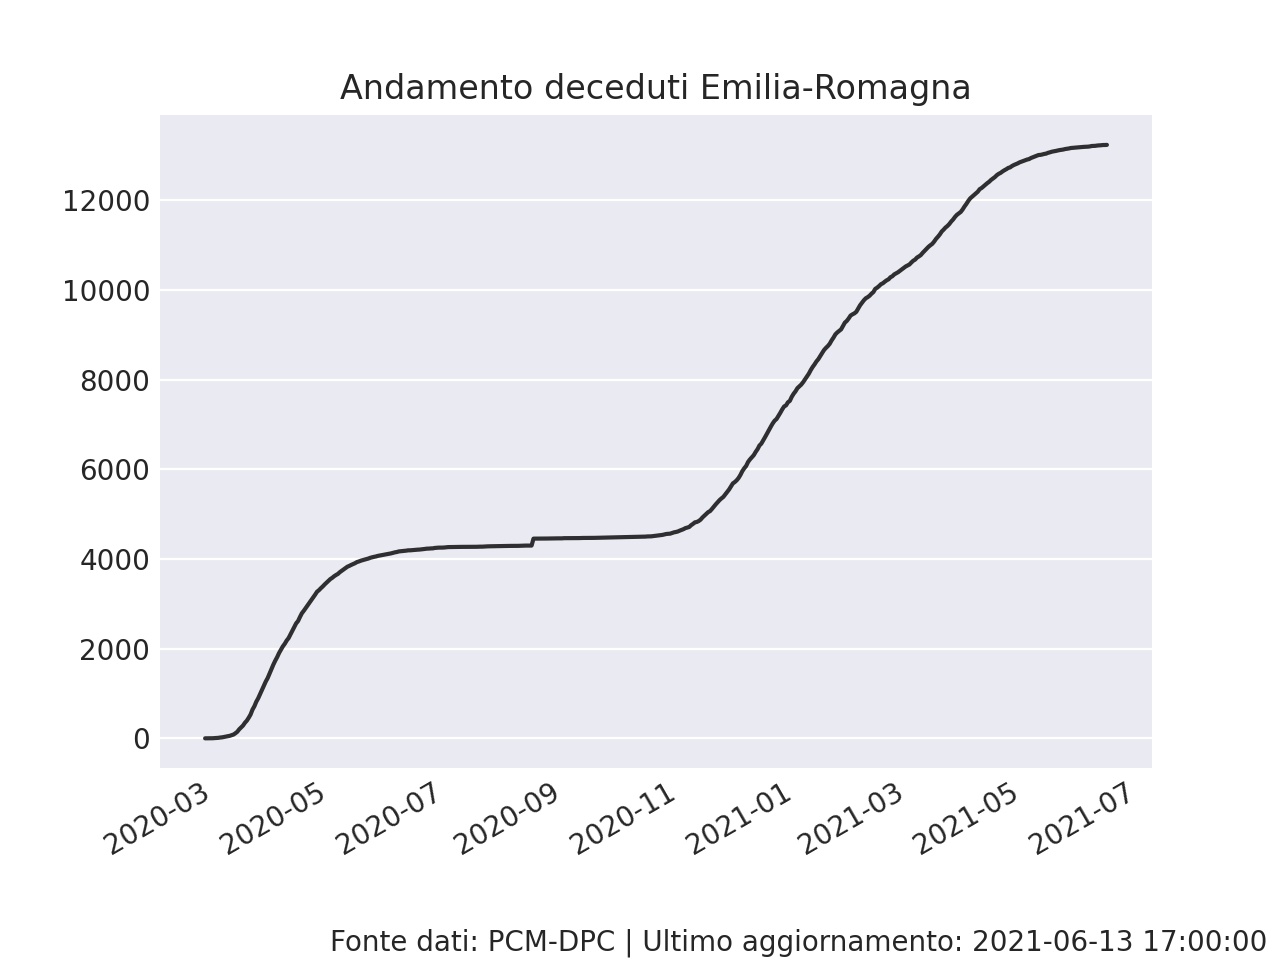 Andamento deceduti Emilia-Romagna
12000
10000
8000
6000
4000
2000
0
2020-03 2020-05 2020-07 2020-09 2020-11 2021-01 2021-03 2021-05 2021-07
Fonte dati: PCM-DPC | Ultimo aggiornamento: 2021-06-13 17:00:00